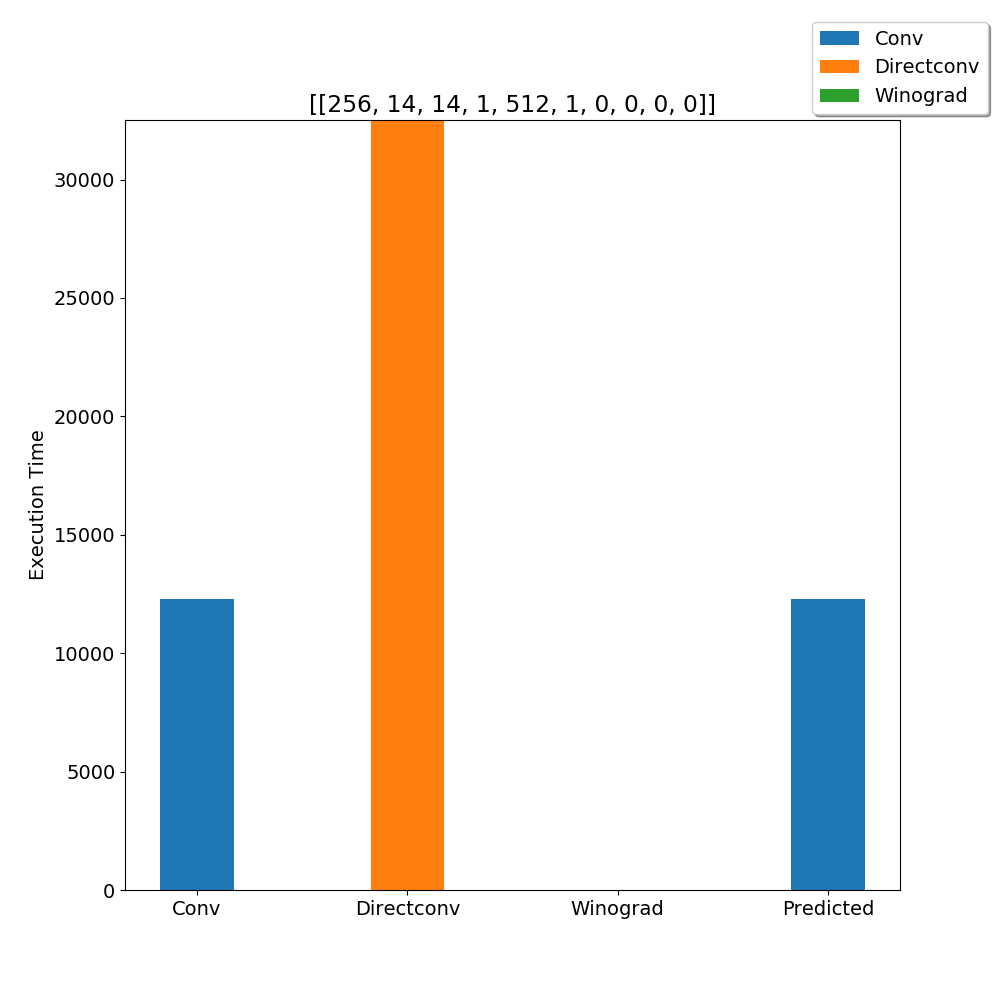 Conv
Directconv
Winograd
[[256, 14, 14, 1, 512, 1, 0, 0, 0, 0]]
Execution Time
30000
25000
20000
15000
10000
5000
0
Conv Directconv Winograd Predicted